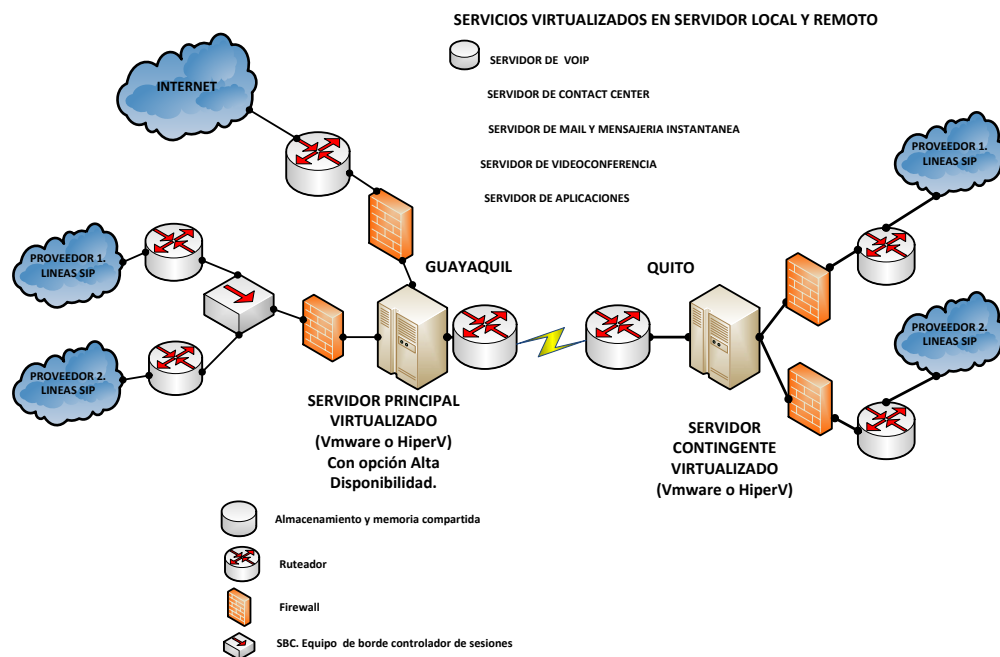 SERVICIOS VIRTUALIZADOS EN SERVIDOR LOCAL Y REMOTO
SERVIDOR DE VOIP
SERVIDOR DE CONTACT CENTER
SERVIDOR DE MAIL Y MENSAJERIA INSTANTANEA
SERVIDOR DE VIDEOCONFERENCIA
SERVIDOR DE APLICACIONES
INTERNET
PROVEEDOR 1.
LINEAS SIP
PROVEEDOR 2.
LINEAS SIP
GUAYAQUIL
QUITO
PROVEEDOR 1.
LINEAS SIP
PROVEEDOR 2.
LINEAS SIP
SERVIDOR PRINCIPAL
VIRTUALIZADO
(Vmware o HiperV)
Con opción Alta
Disponibilidad.
SERVIDOR
CONTINGENTE
VIRTUALIZADO
(Vmware o HiperV)
Almacenamiento y memoria compartida
Ruteador
Firewall
SBC. Equipo de borde controlador de sesiones